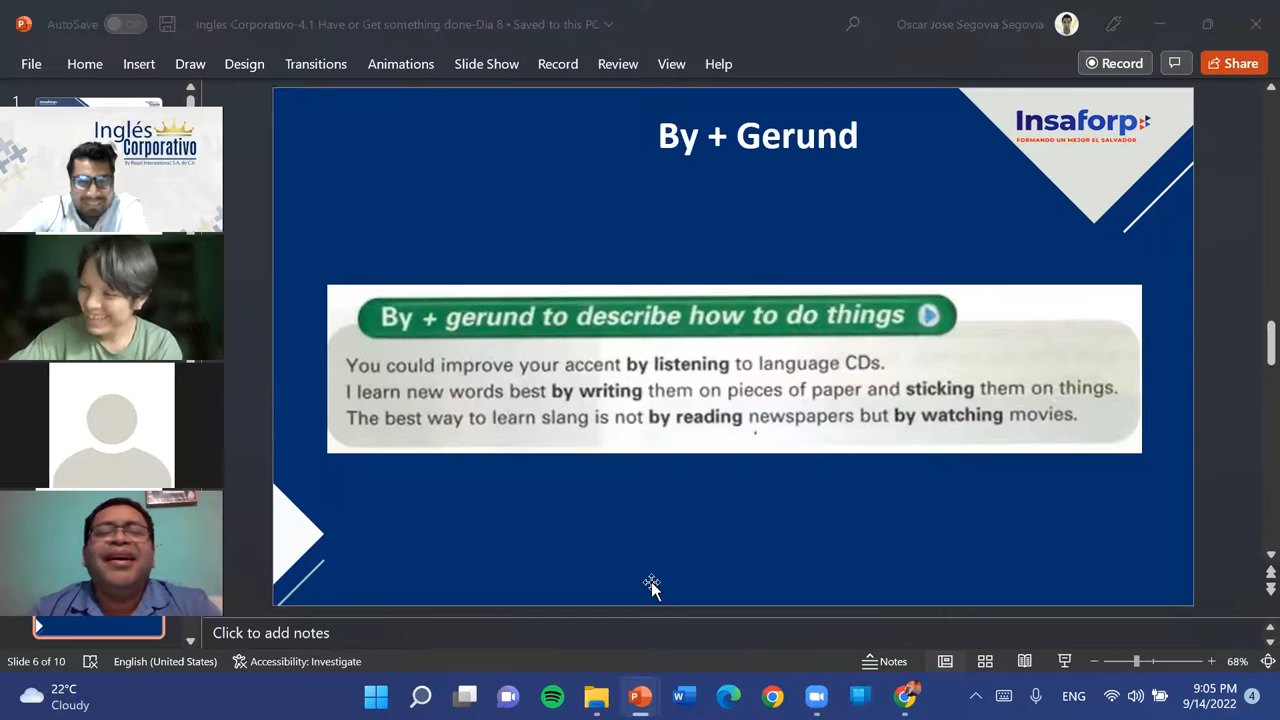 AutoSave Off
Ingles Corporativo-4.1 Have or Get something done-Dia 8 • Saved to this PC
Oscar Jose Segovia Segovia
File Home Insert Draw Design Transitions Animations Slide Show Record Review View Help
Record
Share
1
Inglés
Corporativo
By Regal International, S.A. de C.V.
By + Gerund
Insaforp
FORMANDO UN MEJOR EL SALVADOR
By + gerund to describe how to do things
You could improve your accent by listening to language CDs.
I learn new words best by writing them on pieces of paper and sticking them on things.
The best way to learn slang is not by reading newspapers but by watching movies.
Click to add notes
Slide 6 of 10 English (United States) Accessibility: Investigate Notes 68%
22°C
Cloudy
ENG
9:05 PM
9/14/2022
4